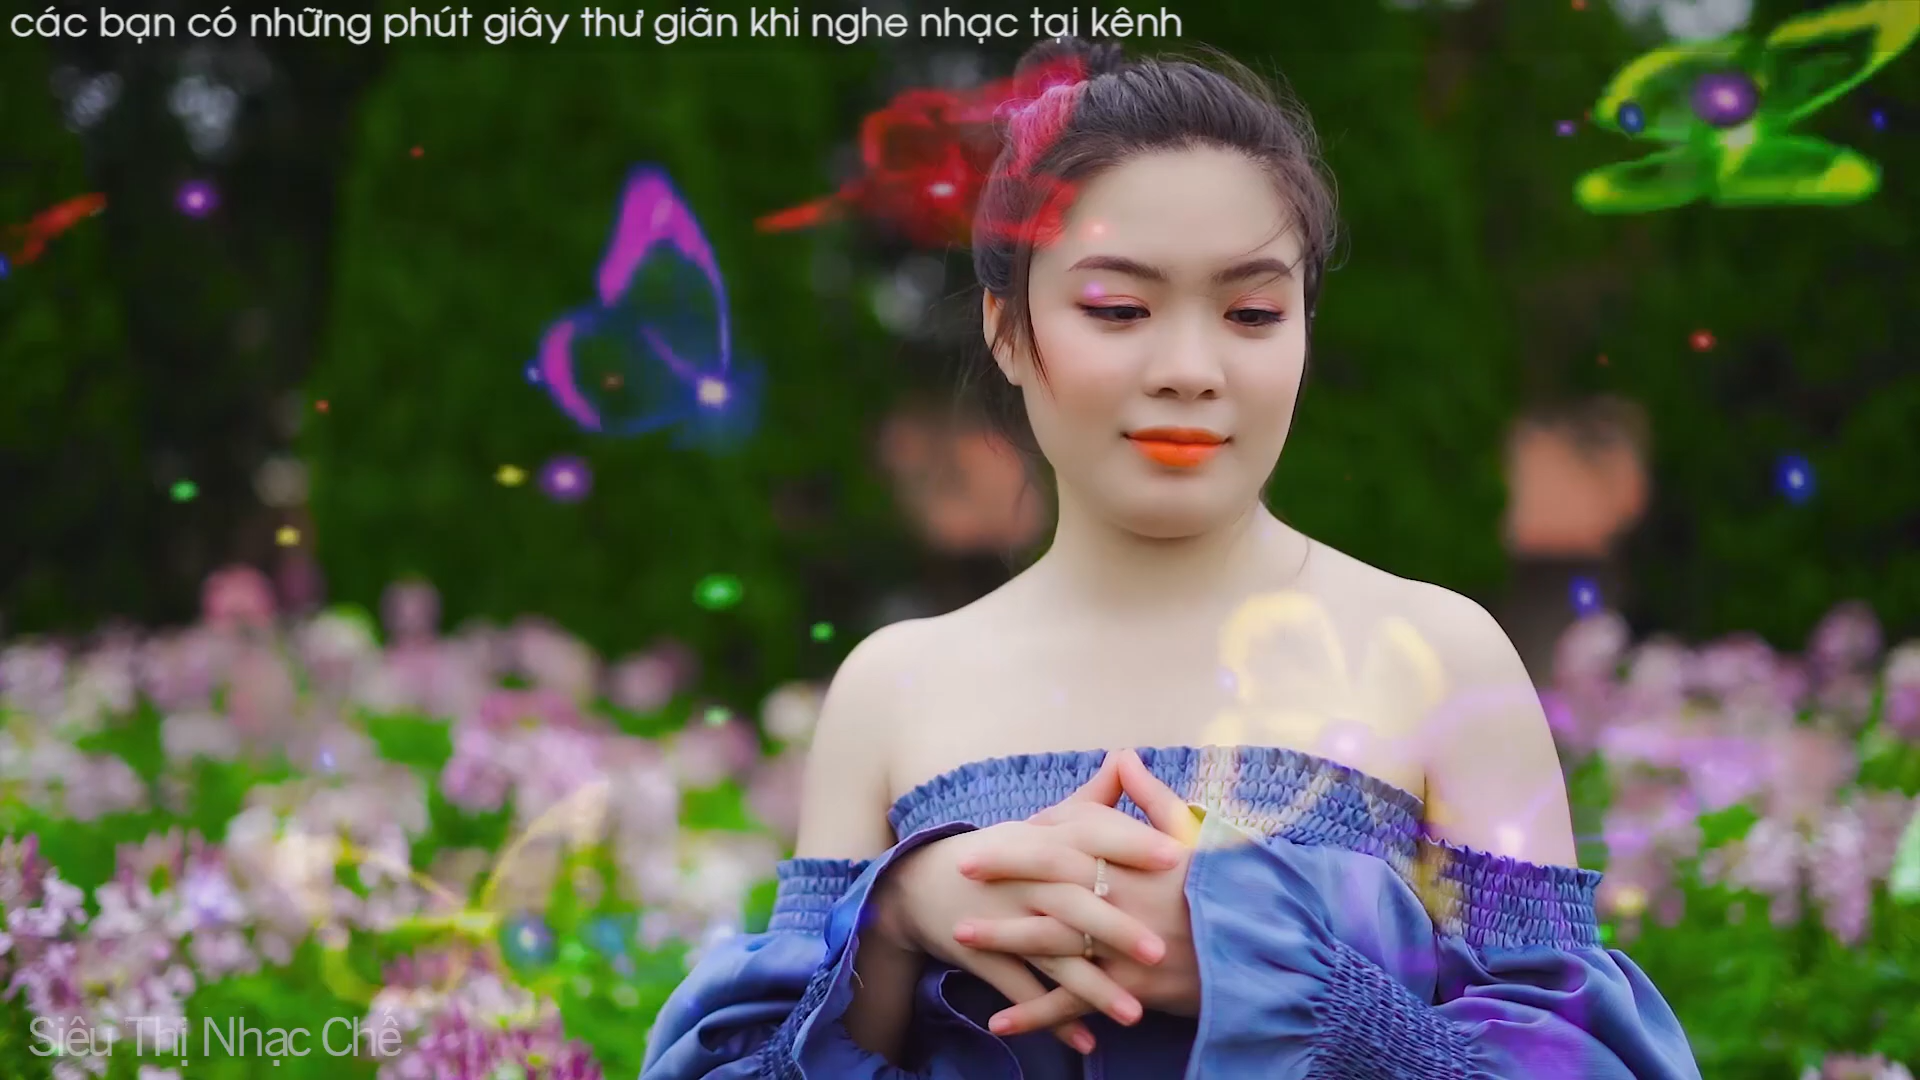 các bạn có những phút giây thư giãn khi nghe nhạc tại kênh
Siêu Thị Nhạc Chế